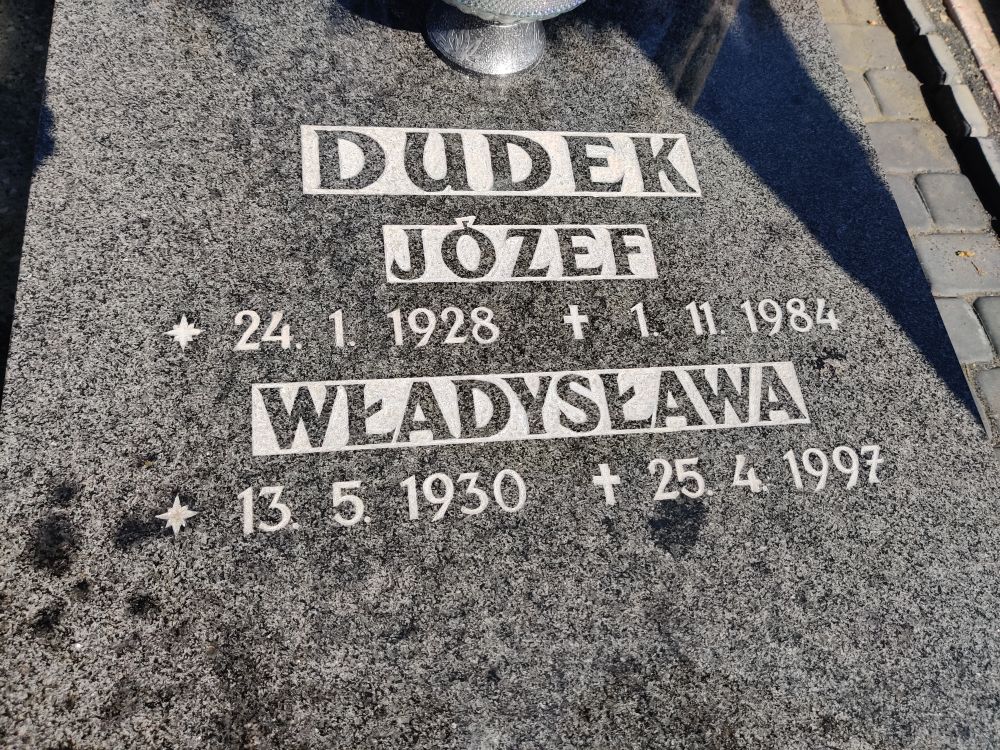 DUDEK
JÓZEF
* 24. 1. 1928 ✝ 1. 11. 1984
WŁADYSŁAWA
* 13. 5. 1930 ✝ 25. 4. 1997